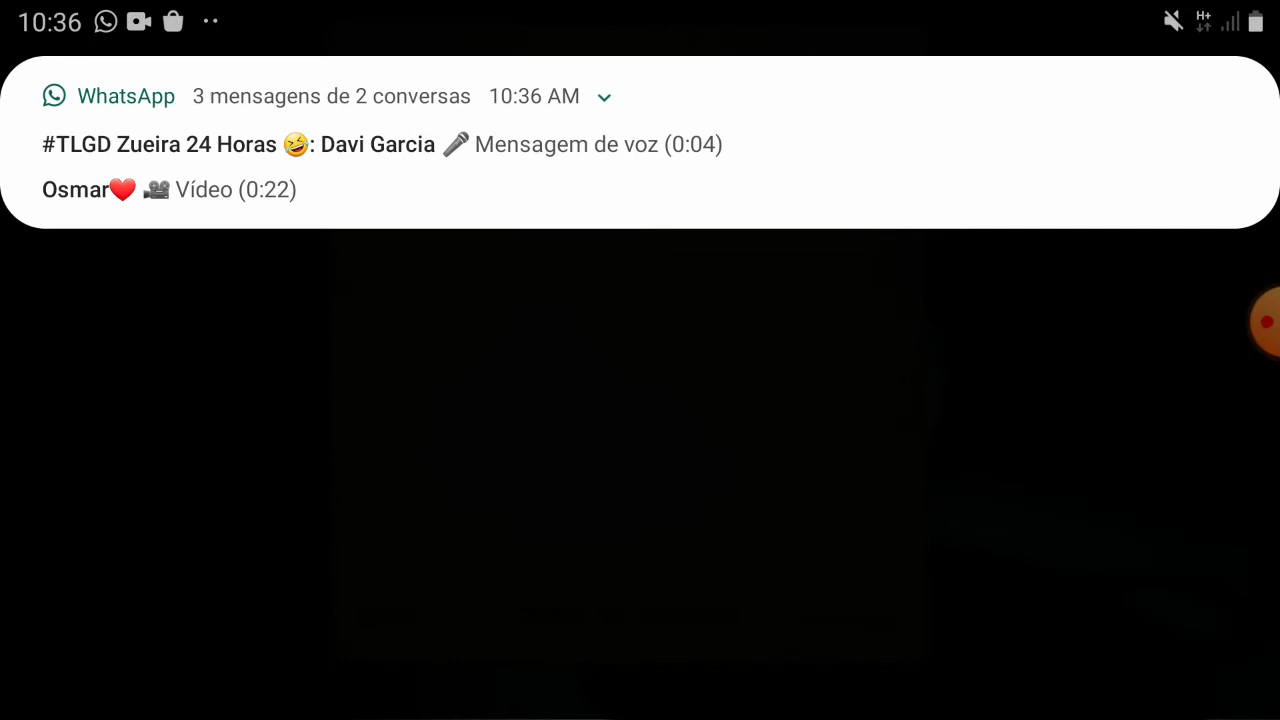 10:36 H+
WhatsApp 3 mensagens de 2 conversas 10:36 AM
#TLGD Zueira 24 Horas 🤣: Davi Garcia 🎤 Mensagem de voz (0:04)
Osmar❤️ 🎥 Vídeo (0:22)